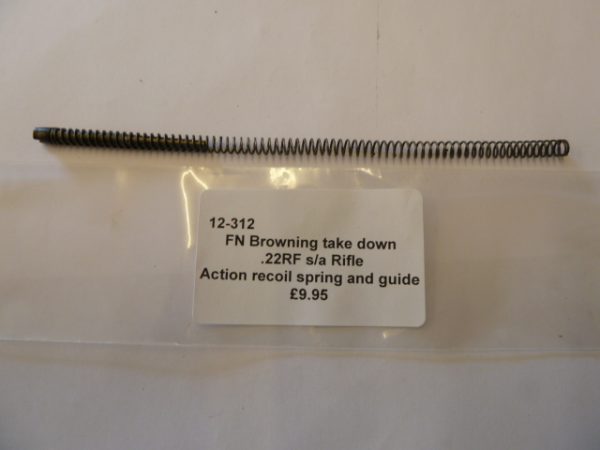 12-312
FN Browning take down
.22RF s/a Rifle
Action recoil spring and guide
£9.95